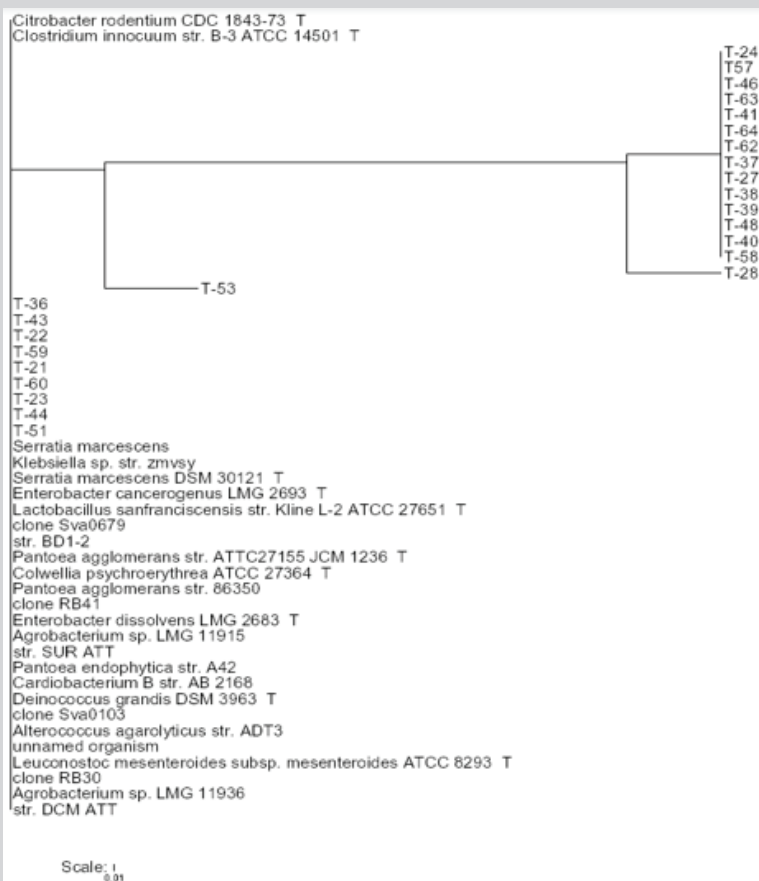 Citrobacter rodentium CDC 1843-73 T
Clostridium innocuum str. B-3 ATCC 14501 T
T-24
T57
T-46
T-63
T-41
T-64
T-62
T-37
T-27
T-38
T-39
T-48
T-40
T-58
T-28
T-53
T-36
T-43
T-22
T-59
T-21
T-60
T-23
T-44
T-51
Serratia marcescens
Klebsiella sp. str. zmvsy
Serratia marcescens DSM 30121 T
Enterobacter cancerogenus LMG 2693 T
Lactobacillus sanfranciscensis str. Kline L-2 ATCC 27651 T
clone Sva0679
str. BD1-2
Pantoea agglomerans str. ATTC27155 JCM 1236 T
Colwellia psychroerythrea ATCC 27364 T
Pantoea agglomerans str. 86350
clone RB41
Enterobacter dissolvens LMG 2683 T
Agrobacterium sp. LMG 11915
str. SUR ATT
Pantoea endophytica str. A42
Cardiobacterium B str. AB 2168
Deinococcus grandis DSM 3963 T
clone Sva0103
Alterococcus agarolyticus str. ADT3
unnamed organism
Leuconostoc mesenteroides subsp. mesenteroides ATCC 8293 T
clone RB30
Agrobacterium sp. LMG 11936
str. DCM ATT
Scale:
0.01